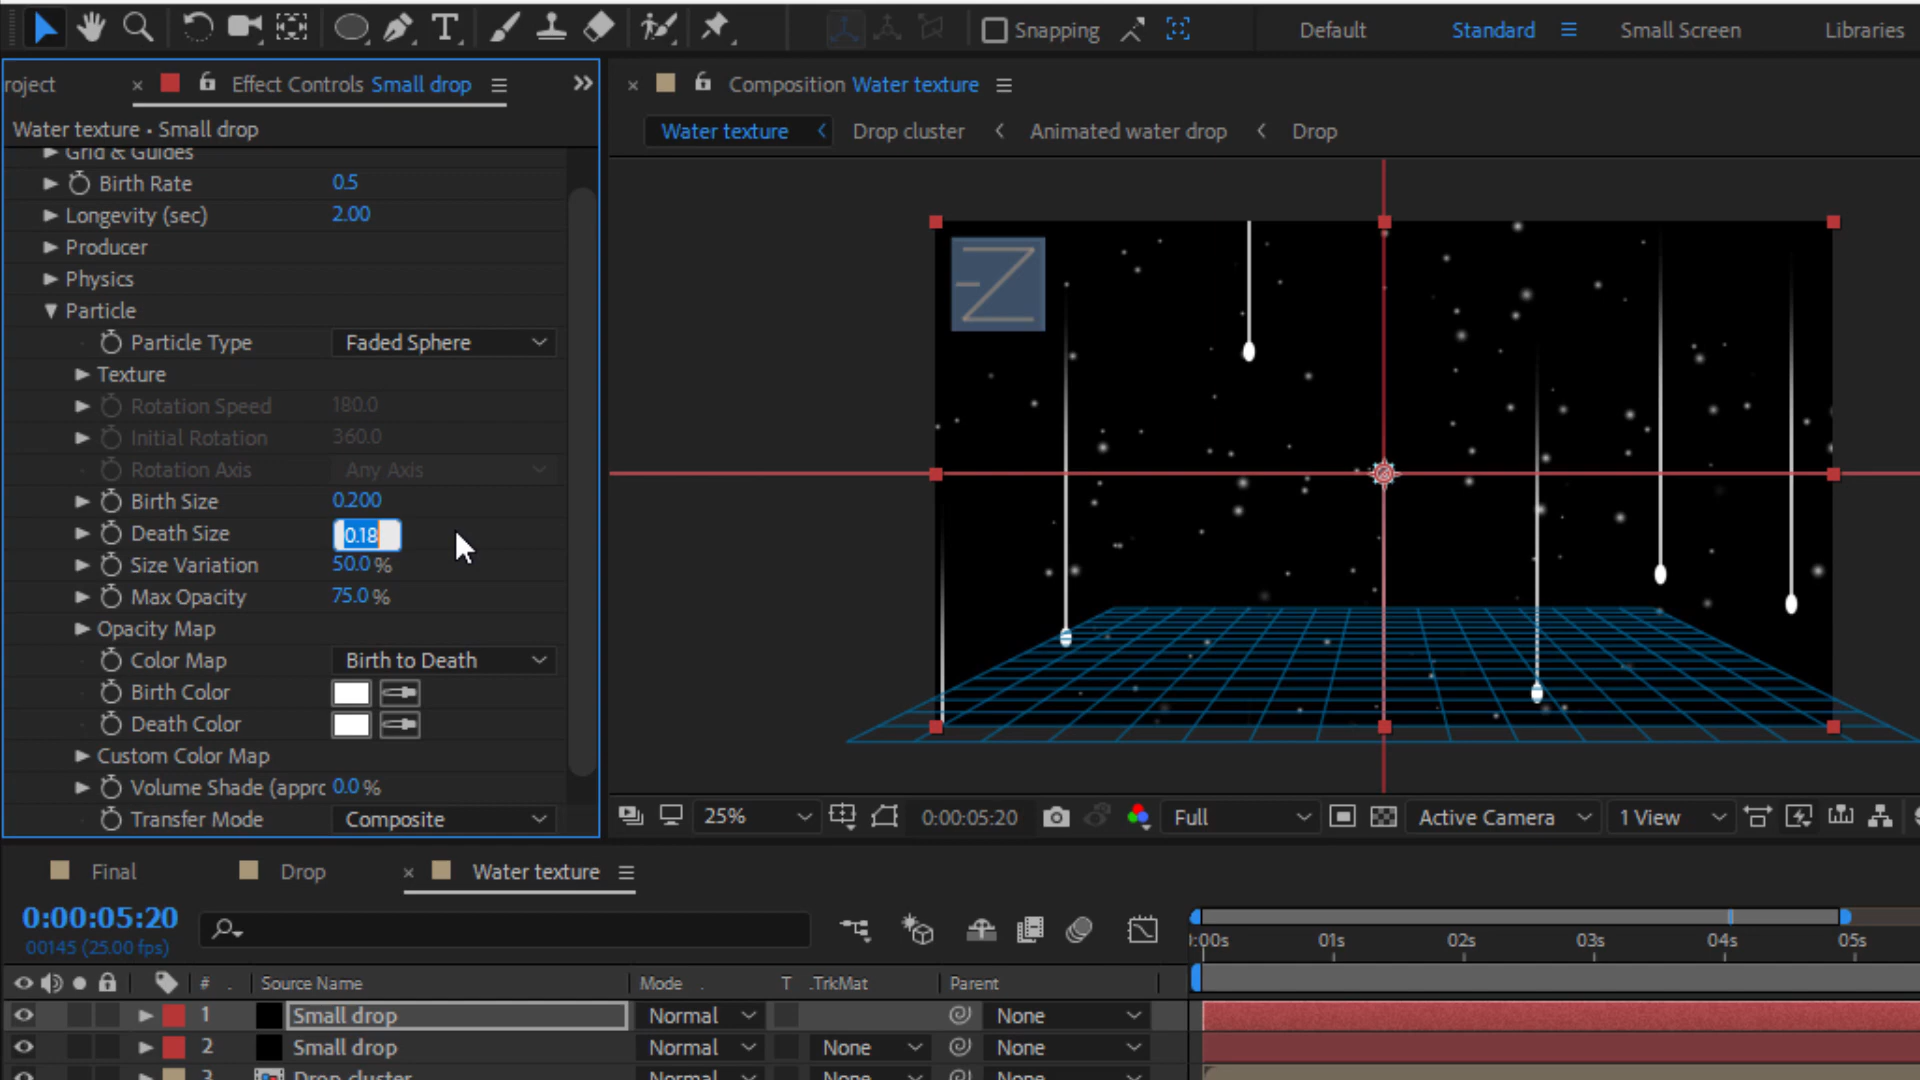 Snapping
Default
Standard
Small Screen
Libraries
roject
× Effect Controls Small drop
Water texture • Small drop
Grid & Guides
Birth Rate 0.5
Longevity (sec) 2.00
Producer
Physics
Particle
Particle Type Faded Sphere
Texture
Rotation Speed 180.0
Initial Rotation 360.0
Rotation Axis Any Axis
Birth Size 0.200
Death Size 0.18
Size Variation 50.0 %
Max Opacity 75.0 %
Opacity Map
Color Map Birth to Death
Birth Color
Death Color
Custom Color Map
Volume Shade (approx 0.0 %
Transfer Mode Composite
× Composition Water texture
Water texture < Drop cluster < Animated water drop < Drop
25% 0:00:05:20 Full Active Camera 1 View
Final
Drop
× Water texture
0:00:05:20
00145 (25.00 fps)
:00s 01s 02s 03s 04s 05s
# Source Name Mode T .TrkMat Parent
1 Small drop Normal None
2 Small drop Normal None None
3 Drop cluster Normal None None